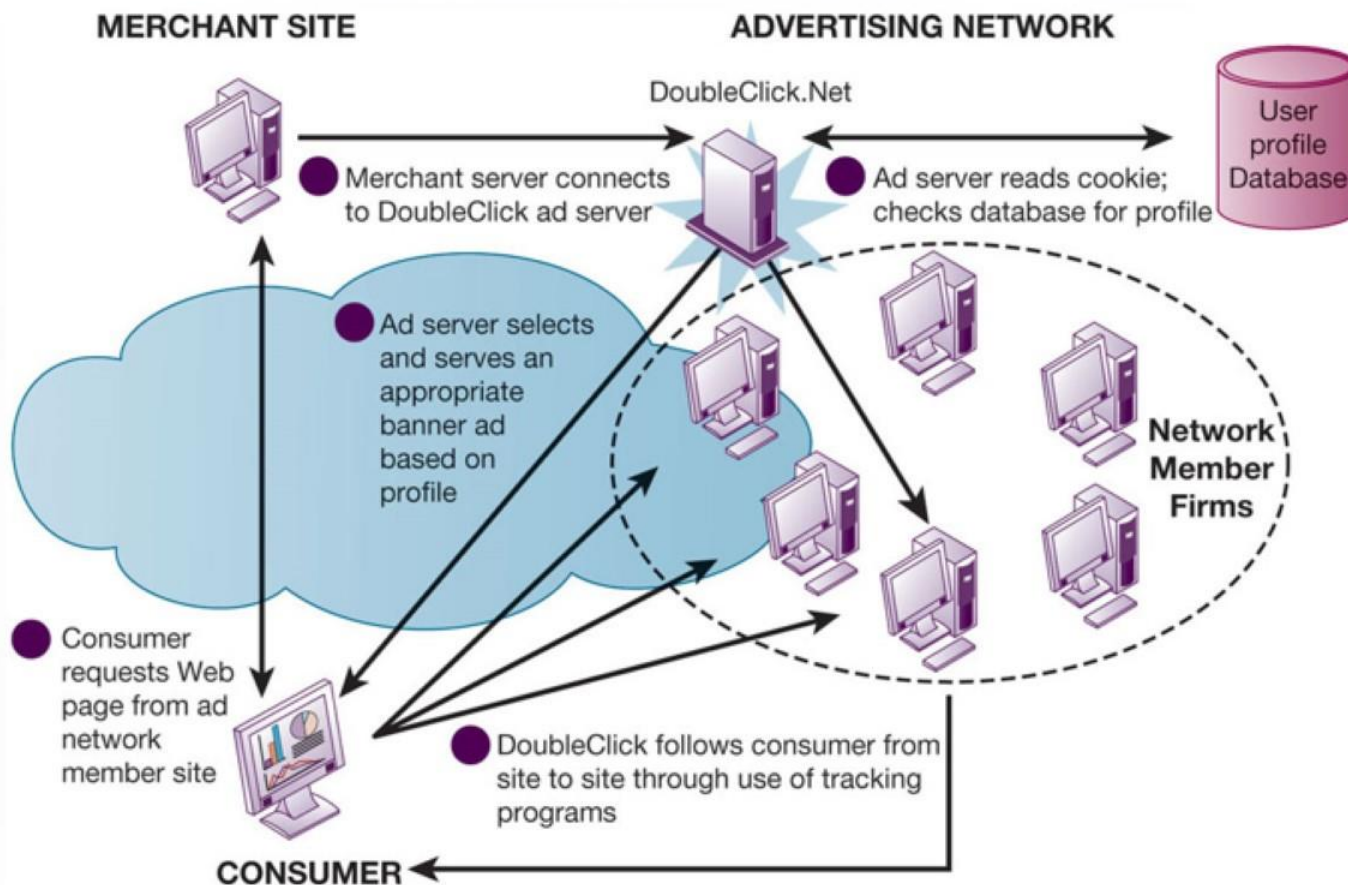 MERCHANT SITE
ADVERTISING NETWORK
DoubleClick.Net
User
profile
Database
Merchant server connects
to DoubleClick ad server
Ad server reads cookie;
checks database for profile
Ad server selects
and serves an
appropriate
banner ad
based on
profile
Network
Member
Firms
Consumer
requests Web
page from ad
network
member site
DoubleClick follows consumer from
site to site through use of tracking
programs
CONSUMER